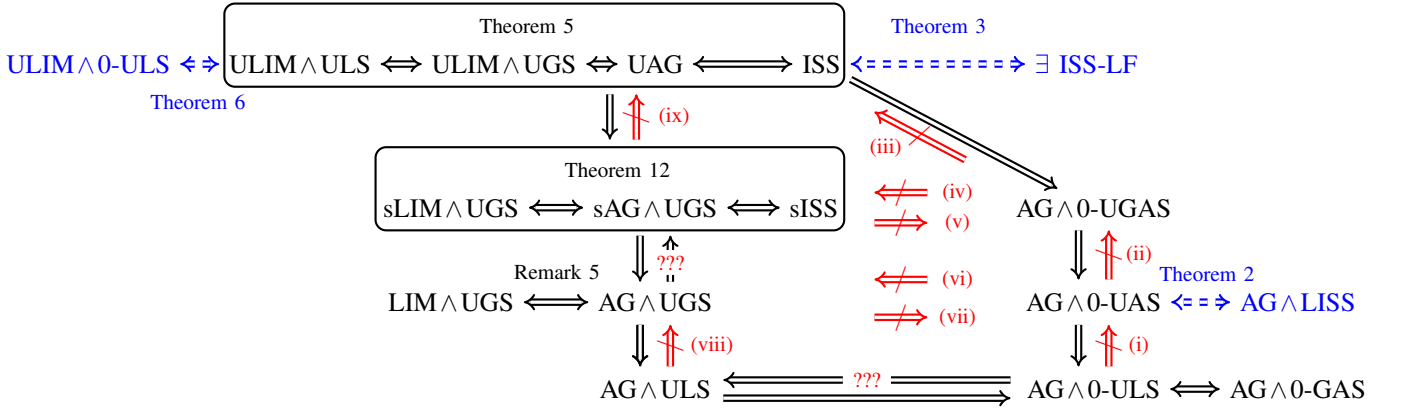 Theorem 5 Theorem 3
ULIM∧0-ULS ULIM∧ULS ULIM∧UGS UAG ISS ∃ ISS-LF
Theorem 6
(ix)
(iii)
Theorem 12
(iv)
sLIM∧UGS sAG∧UGS sISS AG∧0-UGAS
(v)
??? (ii)
Remark 5 (vi) Theorem 2
LIM∧UGS AG∧UGS AG∧0-UAS AG∧LISS
(vii)
(viii) (i)
AG∧ULS ??? AG∧0-ULS AG∧0-GAS